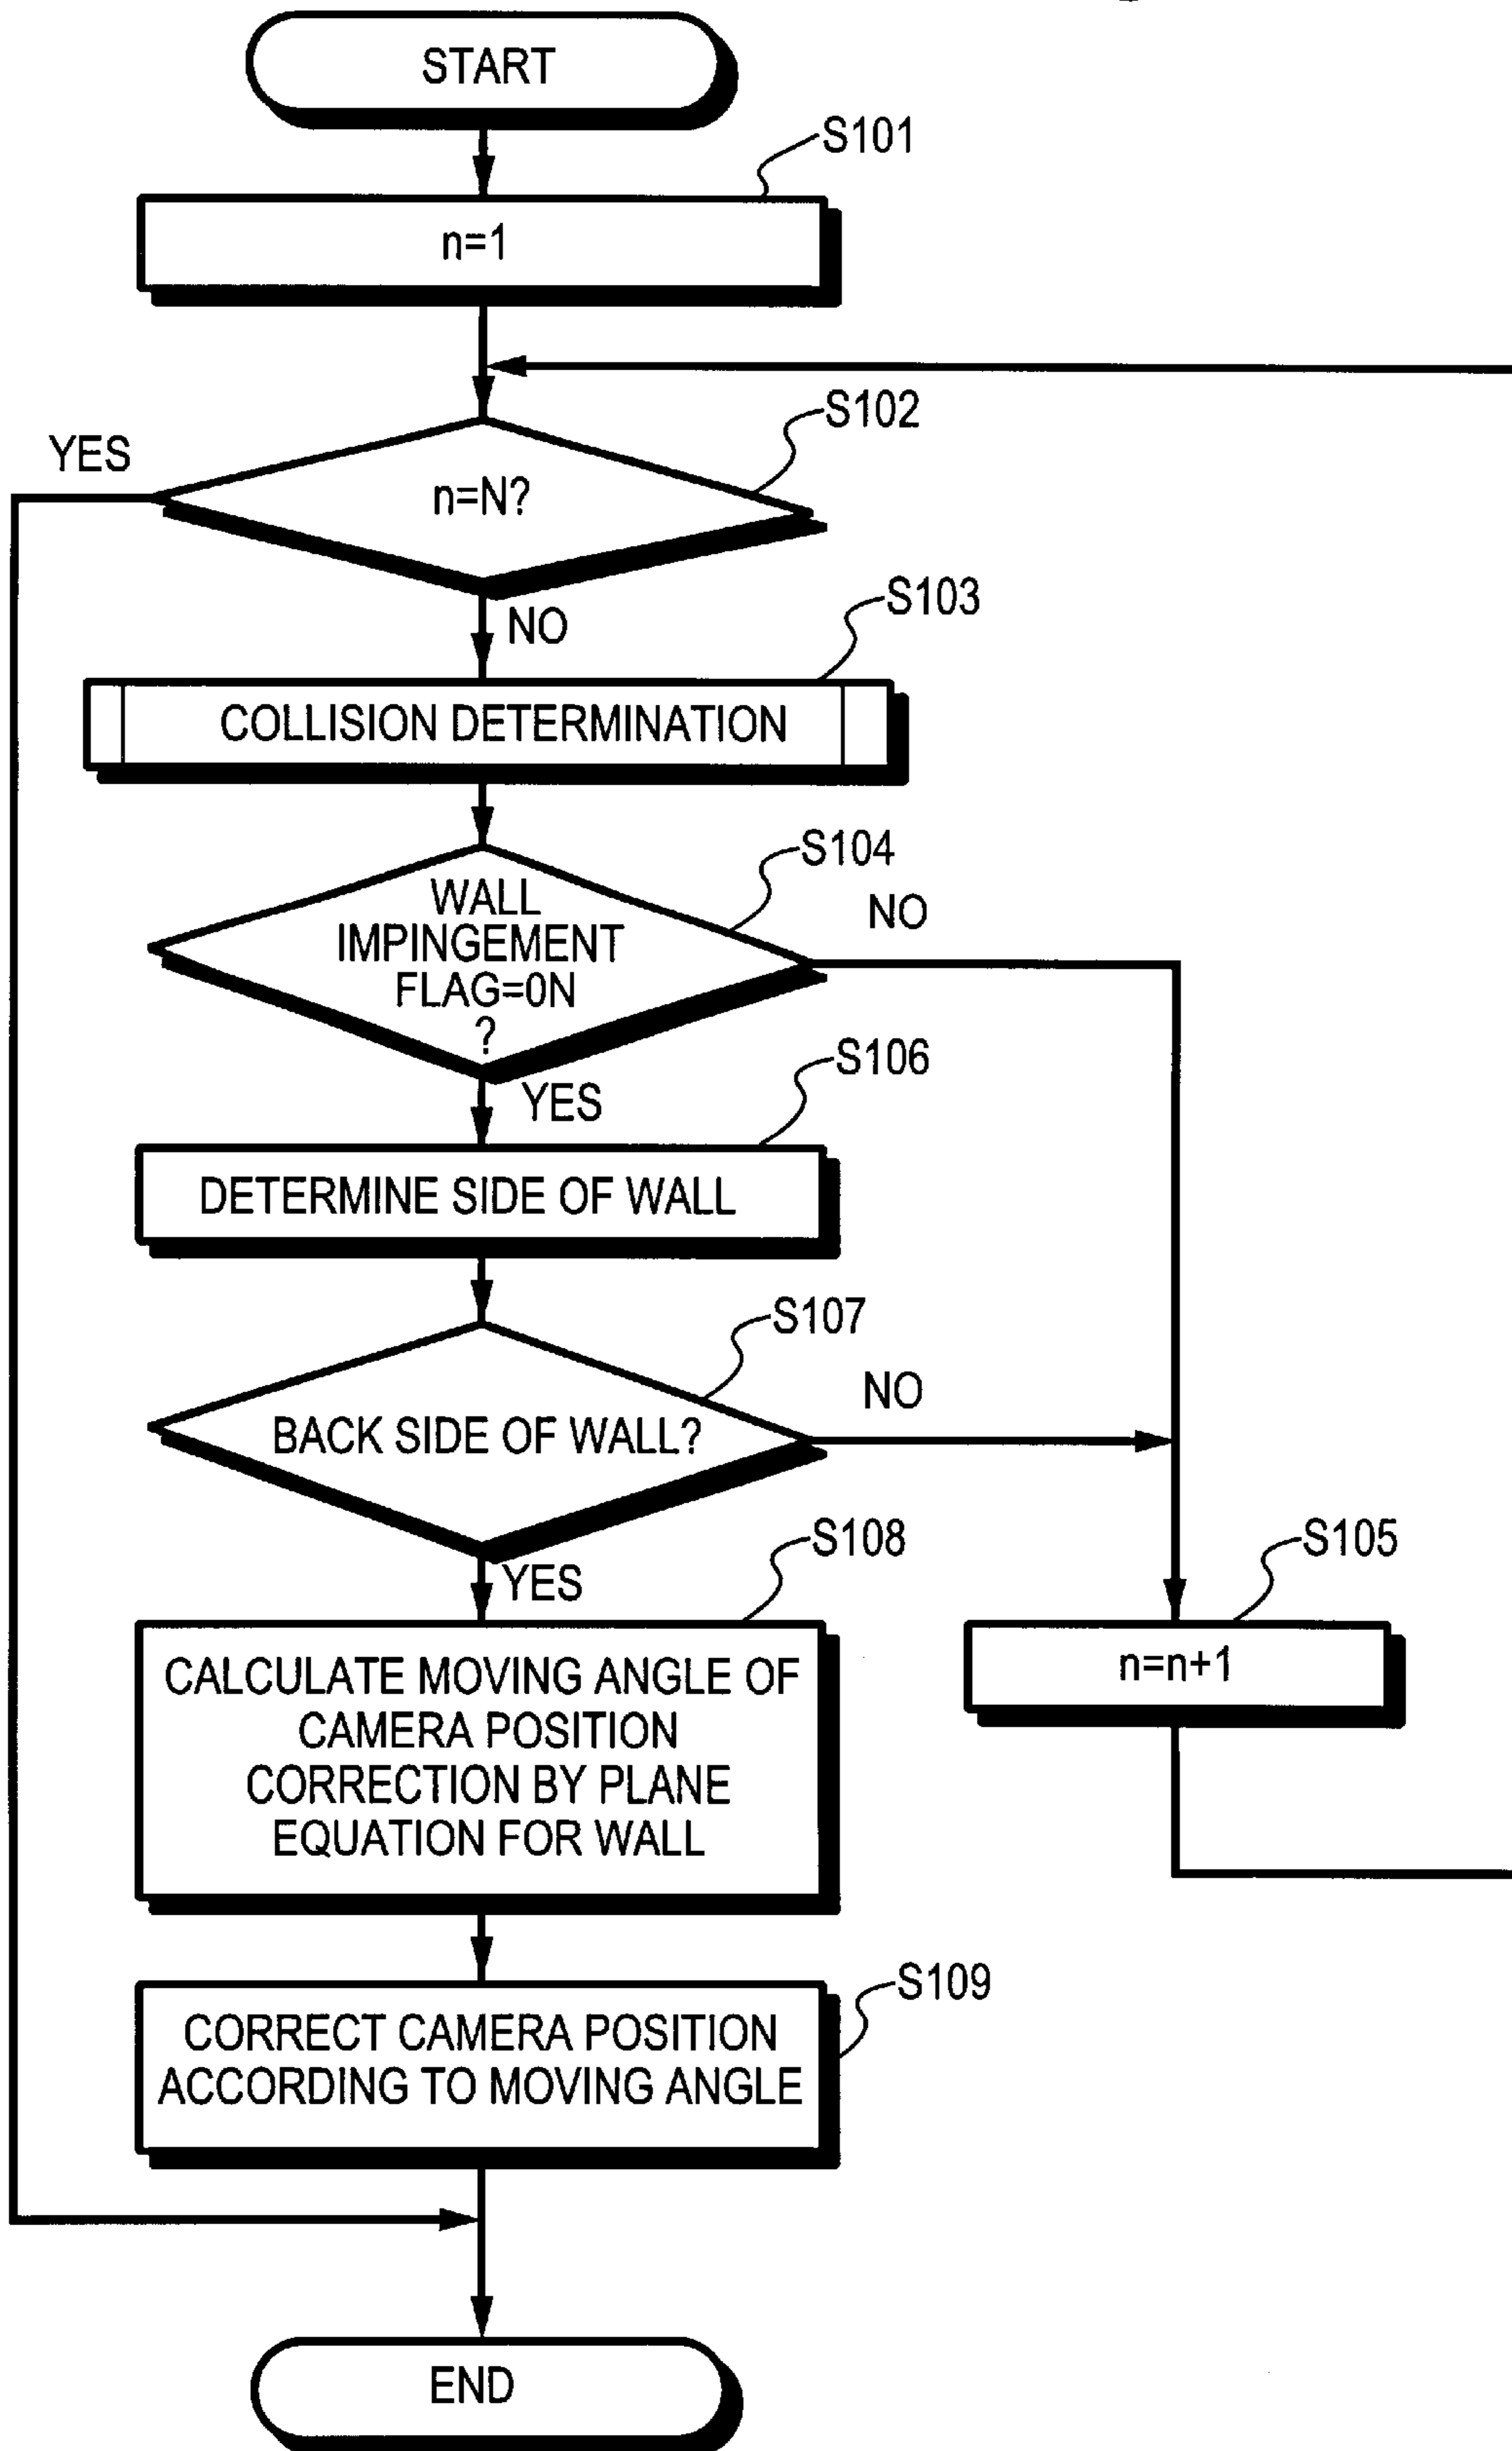 START
S101
n=1
S102
YES
n=N?
NO
S103
COLLISION DETERMINATION
S104
WALL
IMPINGEMENT
FLAG=0N
?
NO
YES
S106
DETERMINE SIDE OF WALL
S107
BACK SIDE OF WALL?
NO
YES
S108
CALCULATE MOVING ANGLE OF
CAMERA POSITION
CORRECTION BY PLANE
EQUATION FOR WALL
S105
n=n+1
S109
CORRECT CAMERA POSITION
ACCORDING TO MOVING ANGLE
END